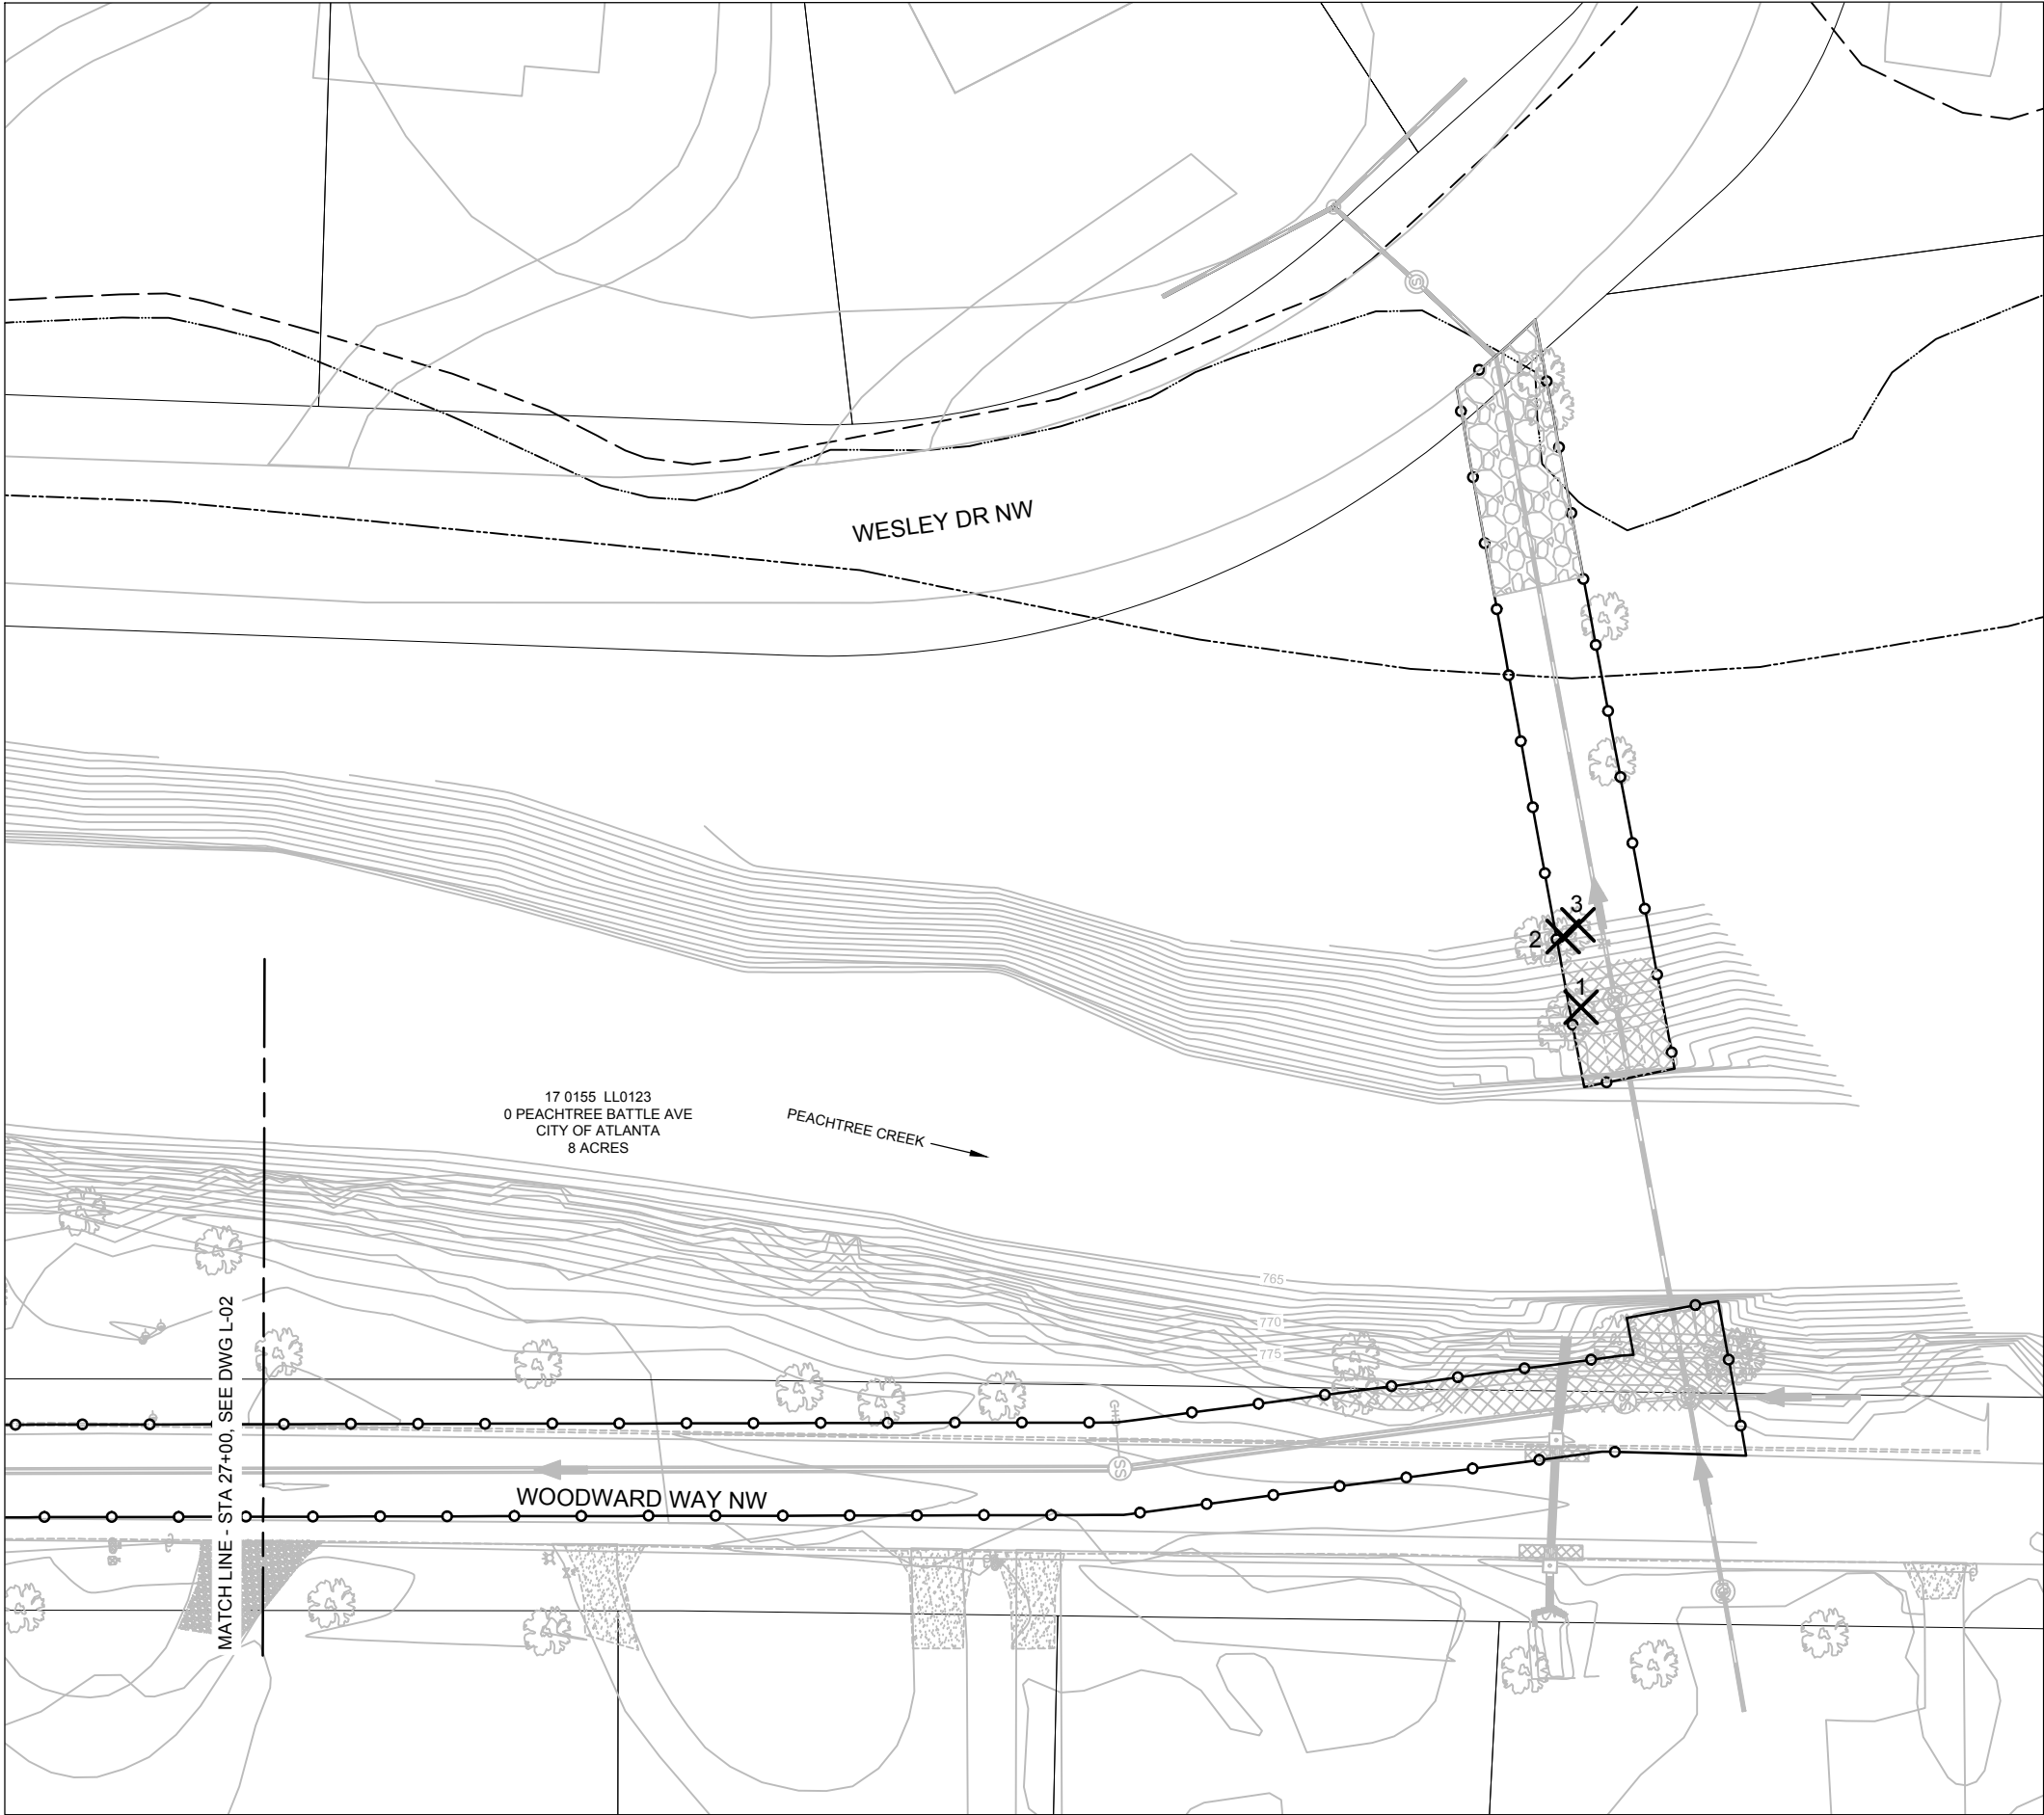 WESLEY DR NW
3
2
1
17 0155 LL0123
0 PEACHTREE BATTLE AVE
CITY OF ATLANTA
8 ACRES
PEACHTREE CREEK
765
770
775
MATCH LINE - STA 27+00, SEE DWG L-02
SS
WOODWARD WAY NW